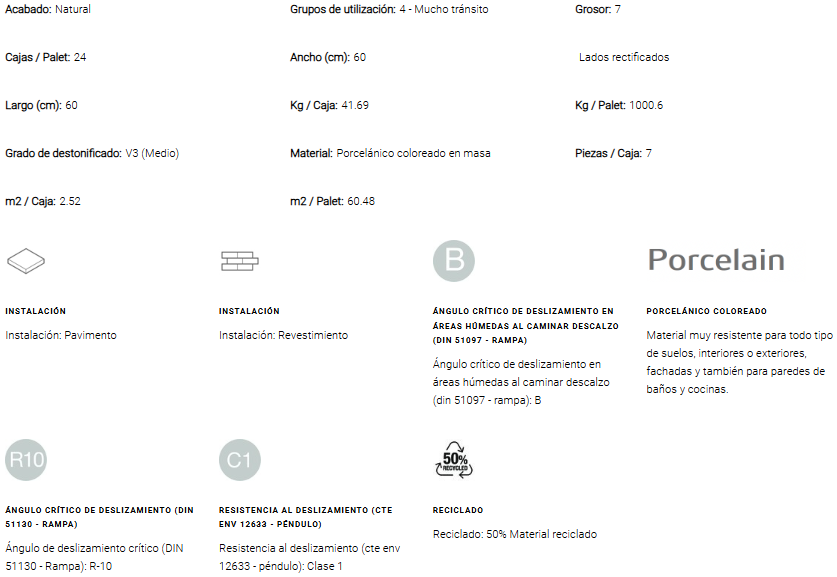 Acabado: Natural
Grupos de utilización: 4 - Mucho tránsito
Grosor: 7
Cajas / Palet: 24
Ancho (cm): 60
Lados rectificados
Largo (cm): 60
Kg / Caja: 41.69
Kg / Palet: 1000.6
Grado de destonificado: V3 (Medio)
Material: Porcelánico coloreado en masa
Piezas / Caja: 7
m2 / Caja: 2.52
m2 / Palet: 60.48
INSTALACIÓN
Instalación: Pavimento
INSTALACIÓN
Instalación: Revestimiento
B
ÁNGULO CRÍTICO DE DESLIZAMIENTO EN
ÁREAS HÚMEDAS AL CAMINAR DESCALZO
(DIN 51097 - RAMPA)
Ángulo crítico de deslizamiento en
áreas húmedas al caminar descalzo
(din 51097 - rampa): B
Porcelain
PORCELÁNICO COLOREADO
Material muy resistente para todo tipo
de suelos, interiores o exteriores,
fachadas y también para paredes de
baños y cocinas.
R10
ÁNGULO CRÍTICO DE DESLIZAMIENTO (DIN
51130 - RAMPA)
Ángulo de deslizamiento crítico (DIN
51130 - Rampa): R-10
C1
RESISTENCIA AL DESLIZAMIENTO (CTE
ENV 12633 - PÉNDULO)
Resistencia al deslizamiento (cte env
12633 - péndulo): Clase 1
50%
RECYCLED
RECICLADO
Reciclado: 50% Material reciclado